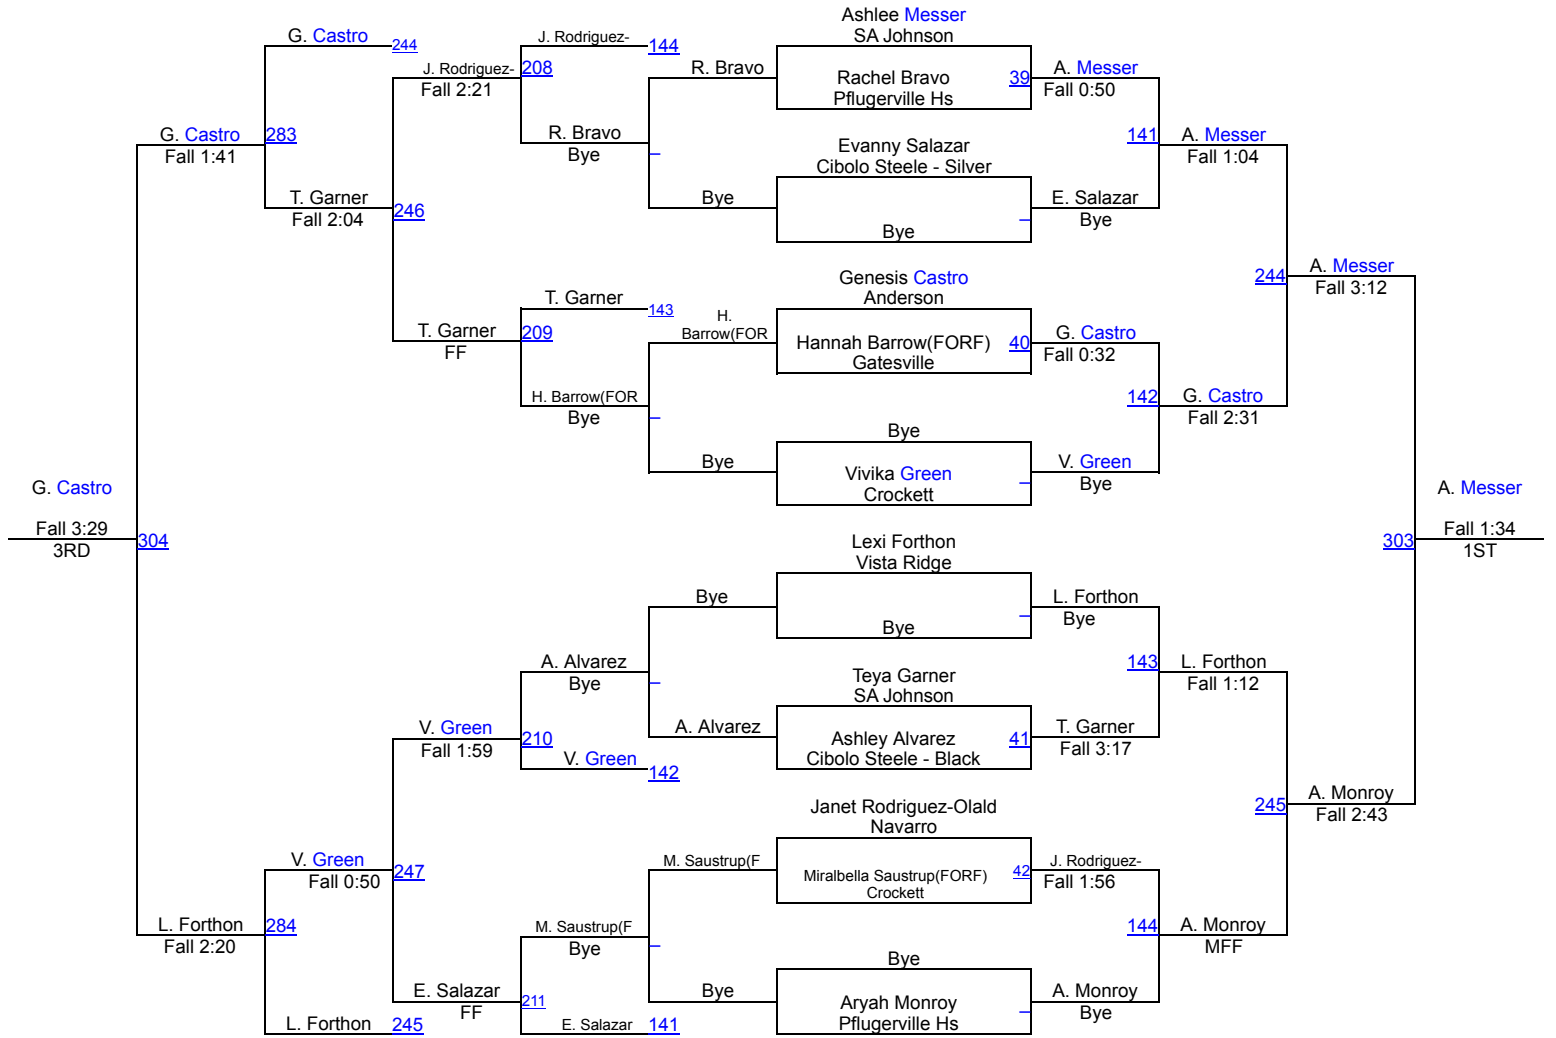 Ashlee Messer
G. Castro
244
J. Rodriguez-
144
SA Johnson
J. Rodriguez-
208
R. Bravo
Rachel Bravo
39
A. Messer
Fall 2:21
Pflugerville Hs
Fall 0:50
G. Castro
283
R. Bravo
Evanny Salazar
141
A. Messer
Fall 1:41
Bye
Cibolo Steele - Silver
Fall 1:04
T. Garner
246
Bye
E. Salazar
Fall 2:04
Bye
Bye
Genesis Castro
244
A. Messer
T. Garner
143
Anderson
Fall 3:12
T. Garner
209
H.
Barrow(FOR
Hannah Barrow(FORF)
40
G. Castro
FF
Gatesville
Fall 0:32
H. Barrow(FOR
142
G. Castro
Bye
Fall 2:31
Bye
Bye
Vivika Green
V. Green
Crockett
Bye
G. Castro
A. Messer
Fall 3:29
304
303
Fall 1:34
3RD
1ST
Lexi Forthon
Vista Ridge
Bye
L. Forthon
Bye
Bye
A. Alvarez
Teya Garner
143
L. Forthon
Bye
SA Johnson
Fall 1:12
V. Green
210
A. Alvarez
Ashley Alvarez
41
T. Garner
Fall 1:59
V. Green
142
Cibolo Steele - Black
Fall 3:17
Janet Rodriguez-Olald
245
A. Monroy
Navarro
Fall 2:43
V. Green
247
M. Saustrup(F
Miralbella Saustrup(FORF)
42
J. Rodriguez-
Fall 0:50
Crockett
Fall 1:56
L. Forthon
284
M. Saustrup(F
144
A. Monroy
Fall 2:20
Bye
MFF
Bye
E. Salazar
211
Bye
Aryah Monroy
A. Monroy
FF
Pflugerville Hs
Bye
L. Forthon
245
E. Salazar
141